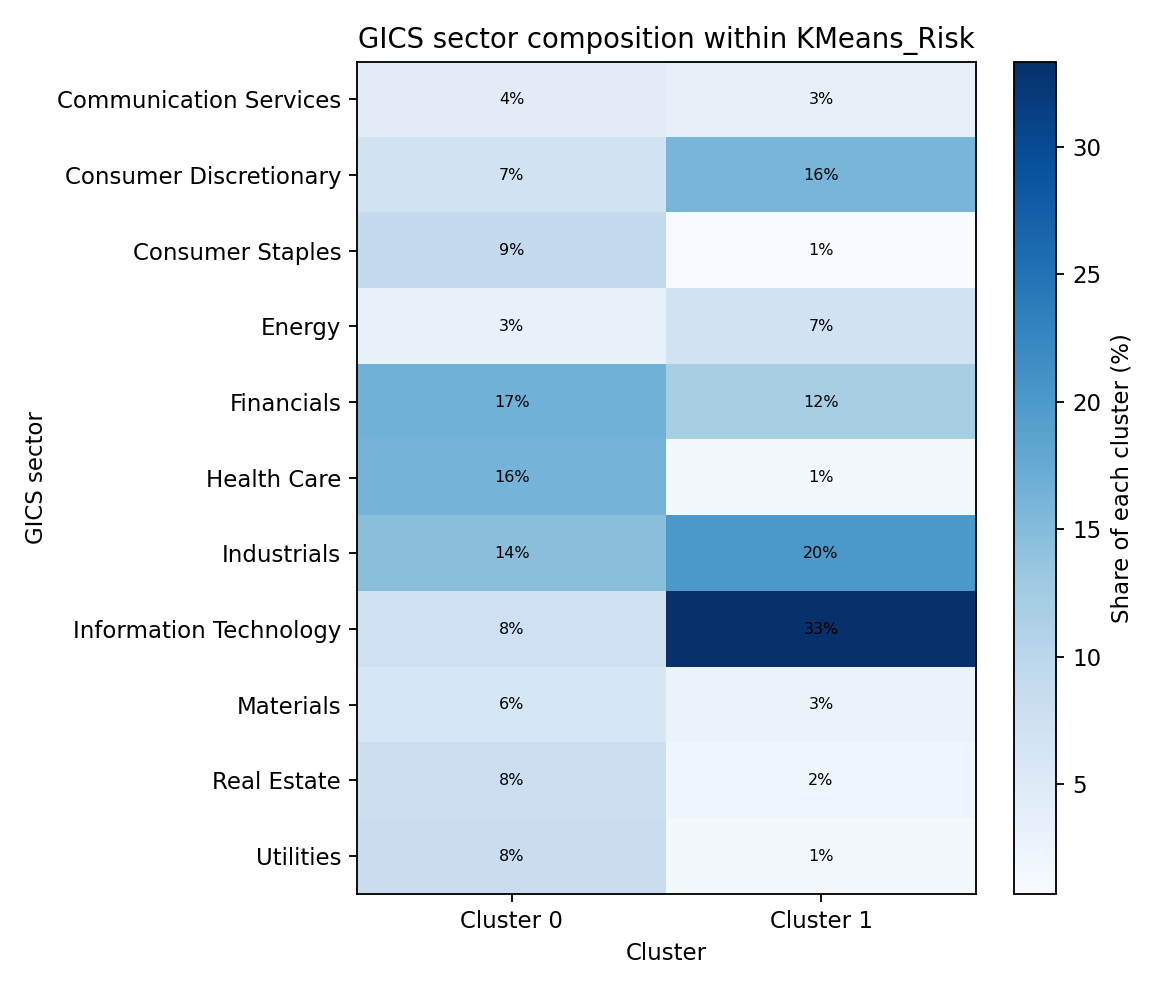 GICS sector composition within KMeans_Risk
GICS sector
Communication Services 4% 3%
Consumer Discretionary 7% 16%
Consumer Staples 9% 1%
Energy 3% 7%
Financials 17% 12%
Health Care 16% 1%
Industrials 14% 20%
Information Technology 8% 33%
Materials 6% 3%
Real Estate 8% 2%
Utilities 8% 1%
Cluster 0 Cluster 1
Cluster
30
25
20
15
10
5
Share of each cluster (%)